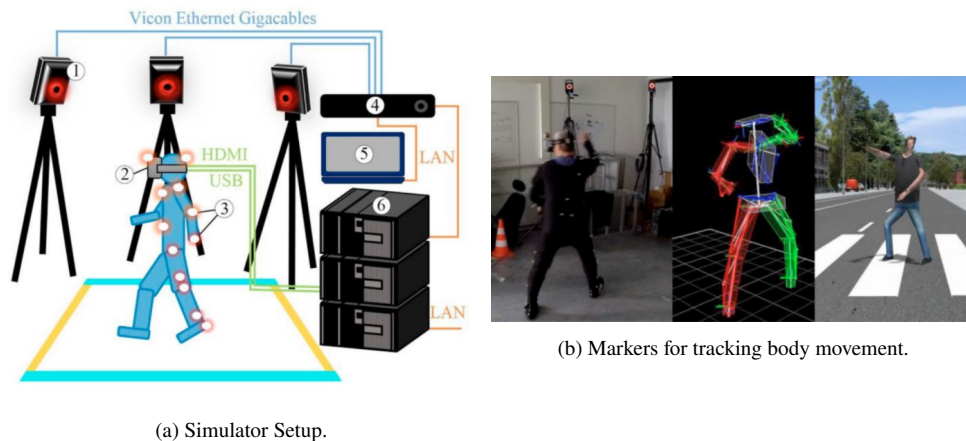 Vicon Ethernet Gigacables
1
4
HDMI
USB
LAN
2
5
3
6
LAN
(b) Markers for tracking body movement.
(a) Simulator Setup.